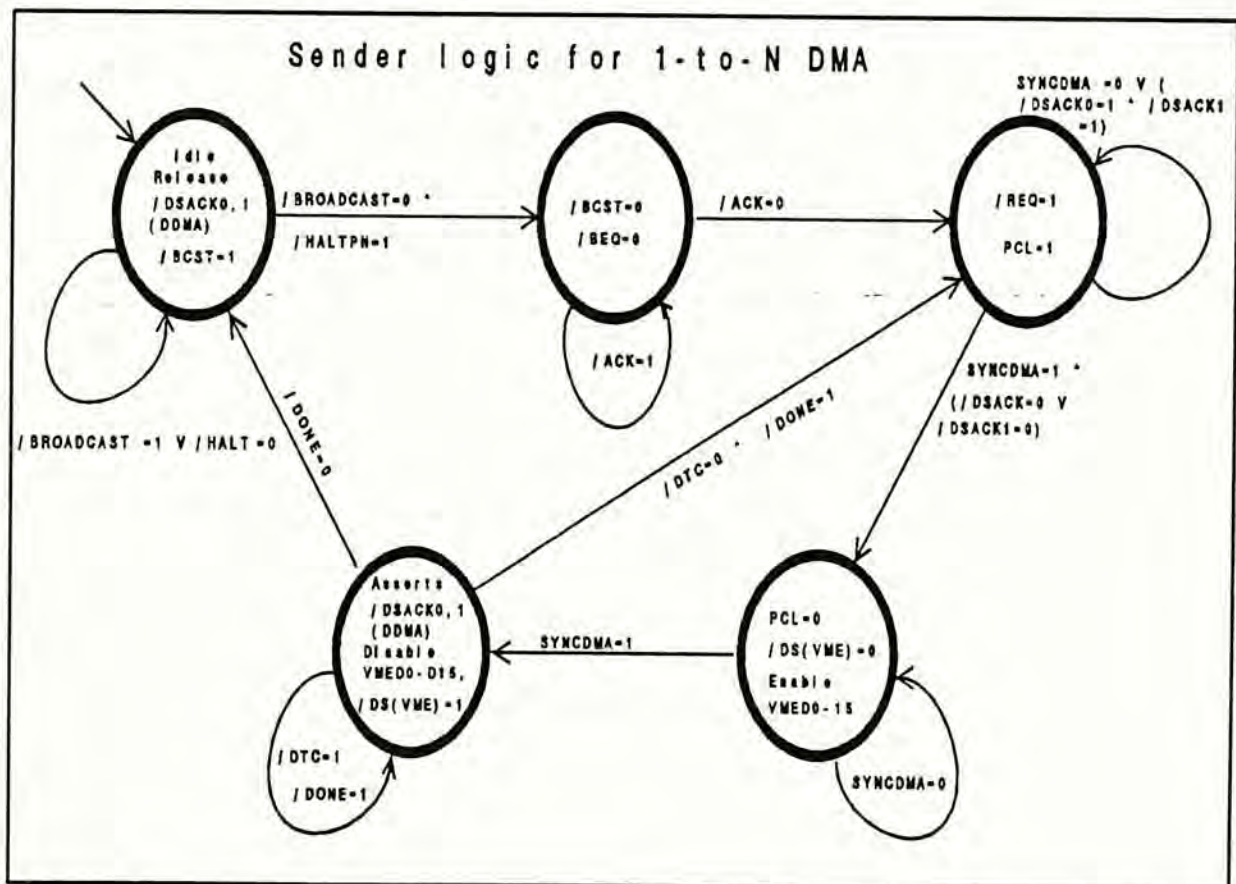 Sender logic for 1-to-N DMA
SYNCDMA =0 V (
/DSACK0=1 ^ /DSACK1
=1)
Idle
Release
/DSACK0,1
(DDMA)
/BCST=1
/BROADCAST=0 ^
/HALTPN=1
/BCST=0
/BEQ=0
/ACK=0
/REQ=1
PCL=1
/ACK=1
/BROADCAST =1 V /HALT =0
/DONE=0
/DTC=0 ^ /DONE=1
SYNCDMA=1 ^
(/DSACK=0 V
/DSACK1=0)
Asserts
/DSACK0,1
(DDMA)
Disable
VMED0-D15,
/DS(VME)=1
SYNCDMA=1
PCL=0
/DS(VME)=0
Enable
VMED0-15
/DTC=1
/DONE=1
SYNCDMA=0